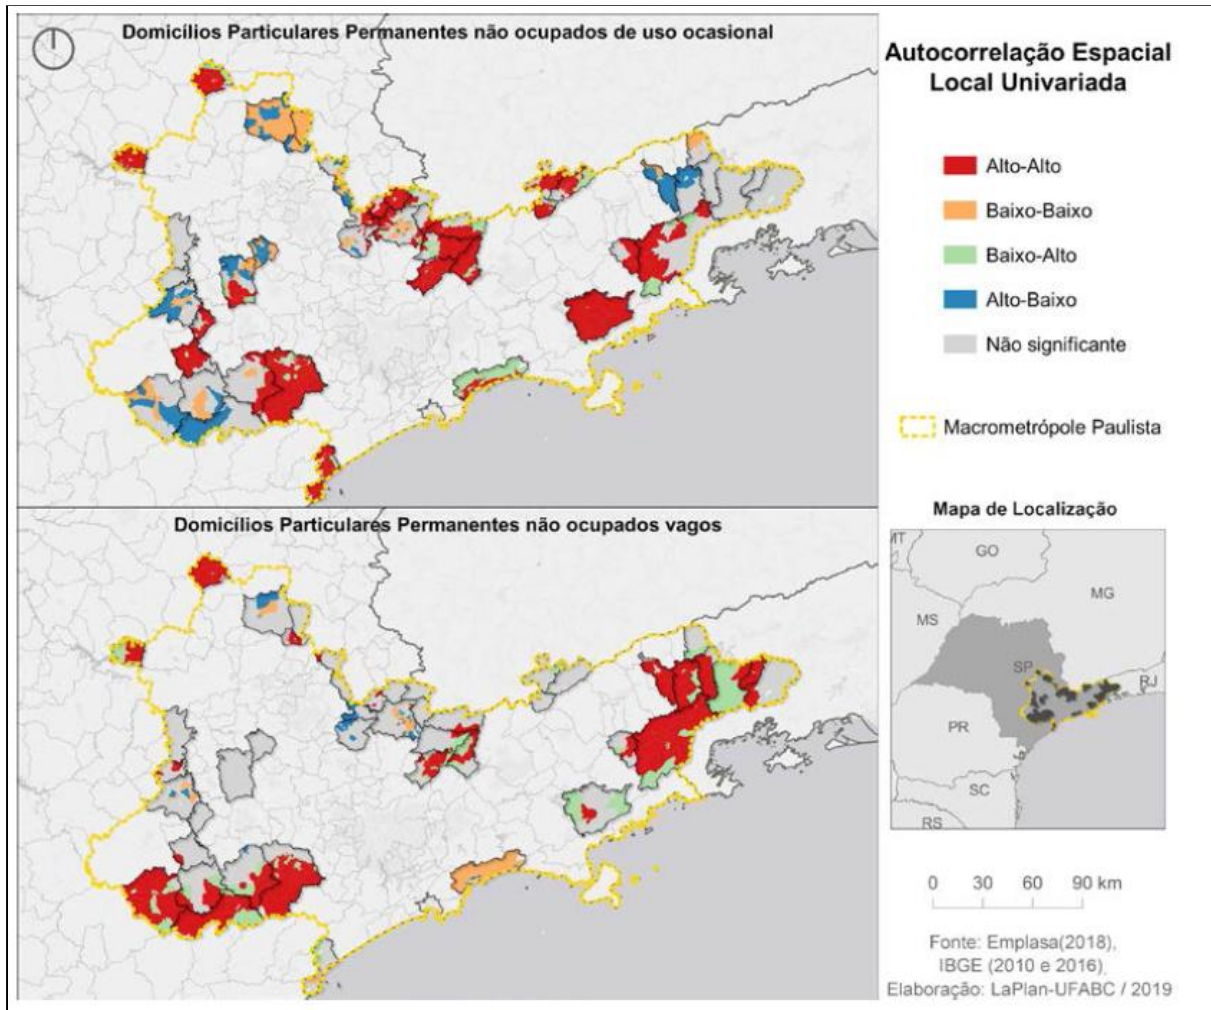 Domicílios Particulares Permanentes não ocupados de uso ocasional
Domicílios Particulares Permanentes não ocupados vagos
Autocorrelação Espacial
Local Univariada
Alto-Alto
Baixo-Baixo
Baixo-Alto
Alto-Baixo
Não significante
Macrometrópole Paulista
Mapa de Localização
GO
MG
MS
SP
RJ
PR
SC
RS
0 30 60 90 km
Fonte: Emplasa(2018),
IBGE (2010 e 2016)
Elaboração: LaPlan-UFABC / 2019